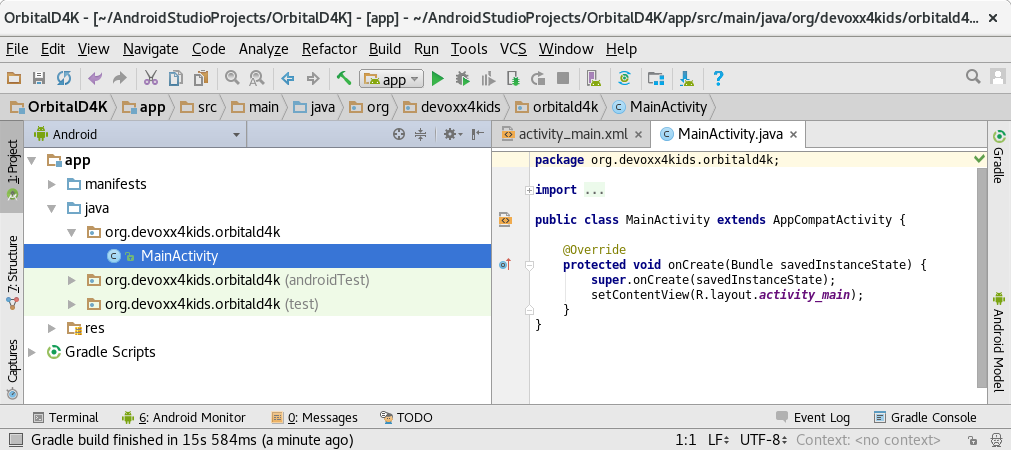 OrbitalD4K - [~/AndroidStudioProjects/OrbitalD4K] - [app] - ~/AndroidStudioProjects/OrbitalD4K/app/src/main/java/org/devoxx4kids/orbitald4...
File Edit View Navigate Code Analyze Refactor Build Run Tools VCS Window Help
app
OrbitalD4K app src main java org devoxx4kids orbitald4k MainActivity
1: Project
7: Structure
Captures
Android
app
manifests
java
org.devoxx4kids.orbitald4k
MainActivity
org.devoxx4kids.orbitald4k (androidTest)
org.devoxx4kids.orbitald4k (test)
res
Gradle Scripts
activity_main.xml
MainActivity.java
package org.devoxx4kids.orbitald4k;
import ...
public class MainActivity extends AppCompatActivity {
@Override
protected void onCreate(Bundle savedInstanceState) {
super.onCreate(savedInstanceState);
setContentView(R.layout.activity_main);
}
}
Gradle
Android Model
Terminal 6: Android Monitor 0: Messages TODO Event Log Gradle Console
Gradle build finished in 15s 584ms (a minute ago) 1:1 LF UTF-8 Context: <no context>